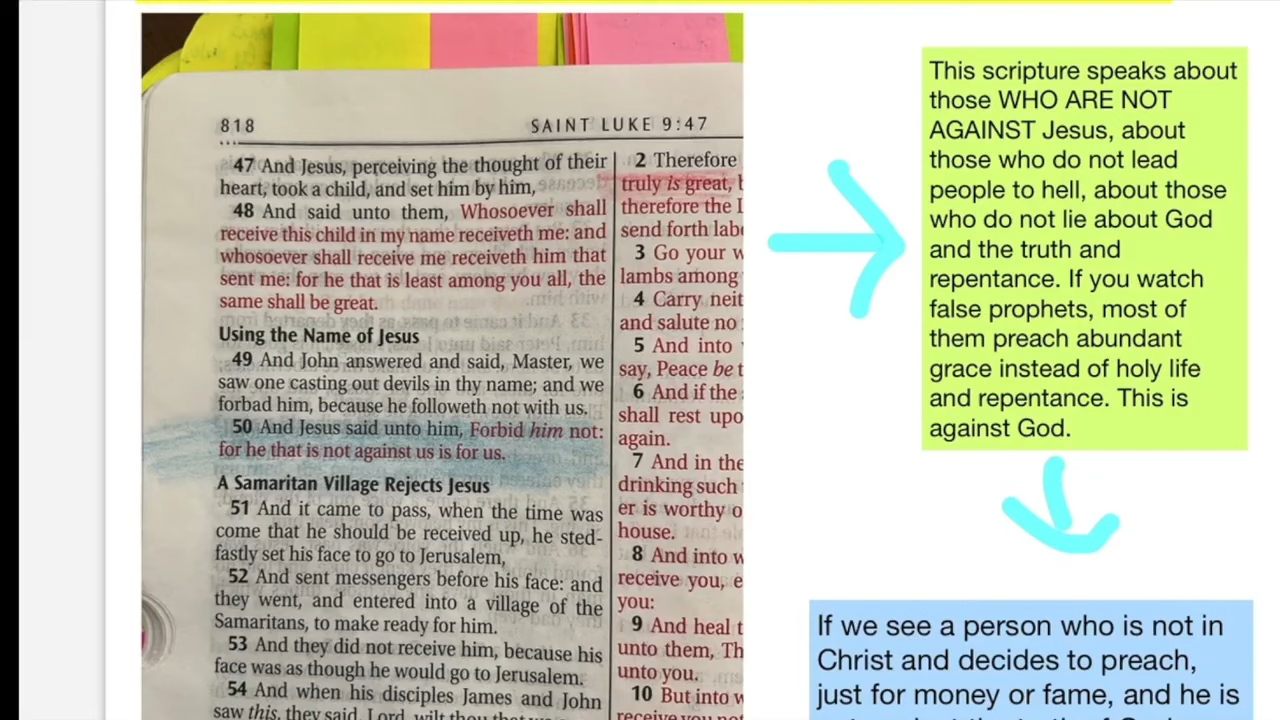 818
SAINT LUKE 9:47
47 And Jesus, perceiving the thought of their
heart, took a child, and set him by him,
48 And said unto them, Whosoever shall
receive this child in my name receiveth me: and
whosoever shall receive me receiveth him that
sent me: for he that is least among you all, the
same shall be great.
Using the Name of Jesus
49 And John answered and said, Master, we
saw one casting out devils in thy name; and we
forbad him, because he followeth not with us.
50 And Jesus said unto him, Forbid him not:
for he that is not against us is for us.
A Samaritan Village Rejects Jesus
51 And it came to pass, when the time was
come that he should be received up, he sted-
fastly set his face to go to Jerusalem,
52 And sent messengers before his face: and
they went, and entered into a village of the
Samaritans, to make ready for him.
53 And they did not receive him, because his
face was as though he would go to Jerusalem.
54 And when his disciples James and John
saw this, they said, Lord, wilt thou that
2 Therefore
truly is great,
therefore the
send forth
3 Go your
lambs among
4 Carry
and salute no
5 And into
say, Peace be
6 And if the
shall rest
again.
7 And in the
drinking such
er is worthy
house.
8 And into
receive you,
you:
9 And heal
unto them,
unto you.
10 But into
This scripture speaks about
those WHO ARE NOT
AGAINST Jesus, about
those who do not lead
people to hell, about those
who do not lie about God
and the truth and
repentance. If you watch
false prophets, most of
them preach abundant
grace instead of holy life
and repentance. This is
against God.
If we see a person who is not in
Christ and decides to preach,
just for money or fame, and he is